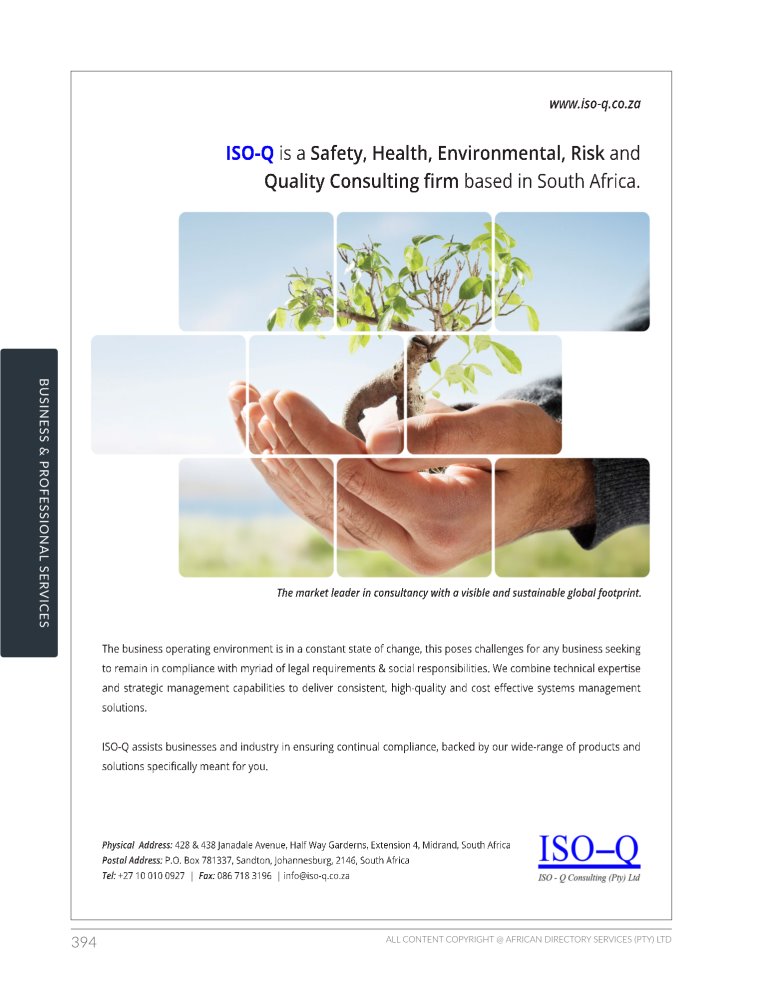 www.iso-q.co.za
ISO-Q is a Safety, Health, Environmental, Risk and
Quality Consulting firm based in South Africa.
BUSINESS & PROFESSIONAL SERVICES
The market leader in consultancy with a visible and sustainable global footprint.
The business operating environment is in a constant state of change, this poses challenges for any business seeking
to remain in compliance with myriad of legal requirements & social responsibilities. We combine technical expertise
and strategic management capabilities to deliver consistent, high-quality and cost effective systems management
solutions.
ISO-Q assists businesses and industry in ensuring continual compliance, backed by our wide-range of products and
solutions specifically meant for you.
Physical Address: 428 & 438 Janadale Avenue, Half Way Garderns, Extension 4, Midrand, South Africa
Postal Address: P.O. Box 781337, Sandton, Johannesburg, 2146, South Africa
Tel: +27 10 010 0927 | Fax: 086 718 3196 | info@iso-q.co.za
ISO–Q
ISO - Q Consulting (Pty) Ltd
394
ALL CONTENT COPYRIGHT @ AFRICAN DIRECTORY SERVICES (PTY) LTD